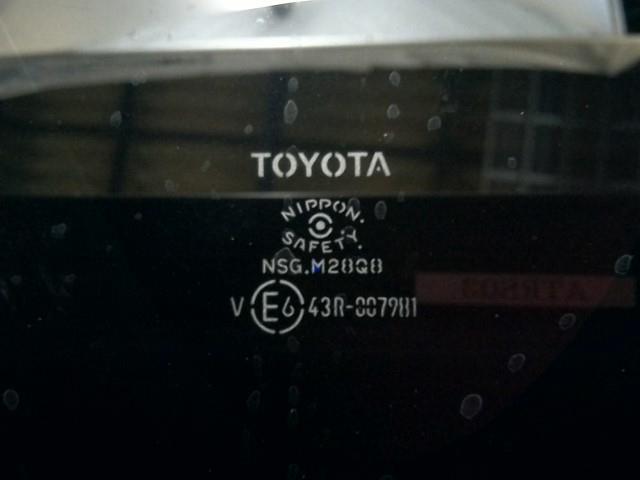 TOYOTA
NIPPON.
SAFETY.
NSG.M28Q8
V E6 43R-007981